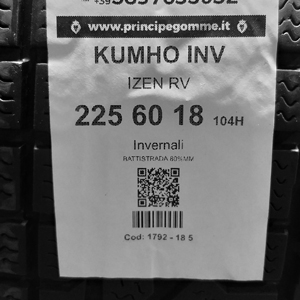 www.principegomme.it
KUMHO INV
IZEN RV
225 60 18 104H
Invernali
BATTISTRADA 80%MM
Cod: 1792 - 18 5